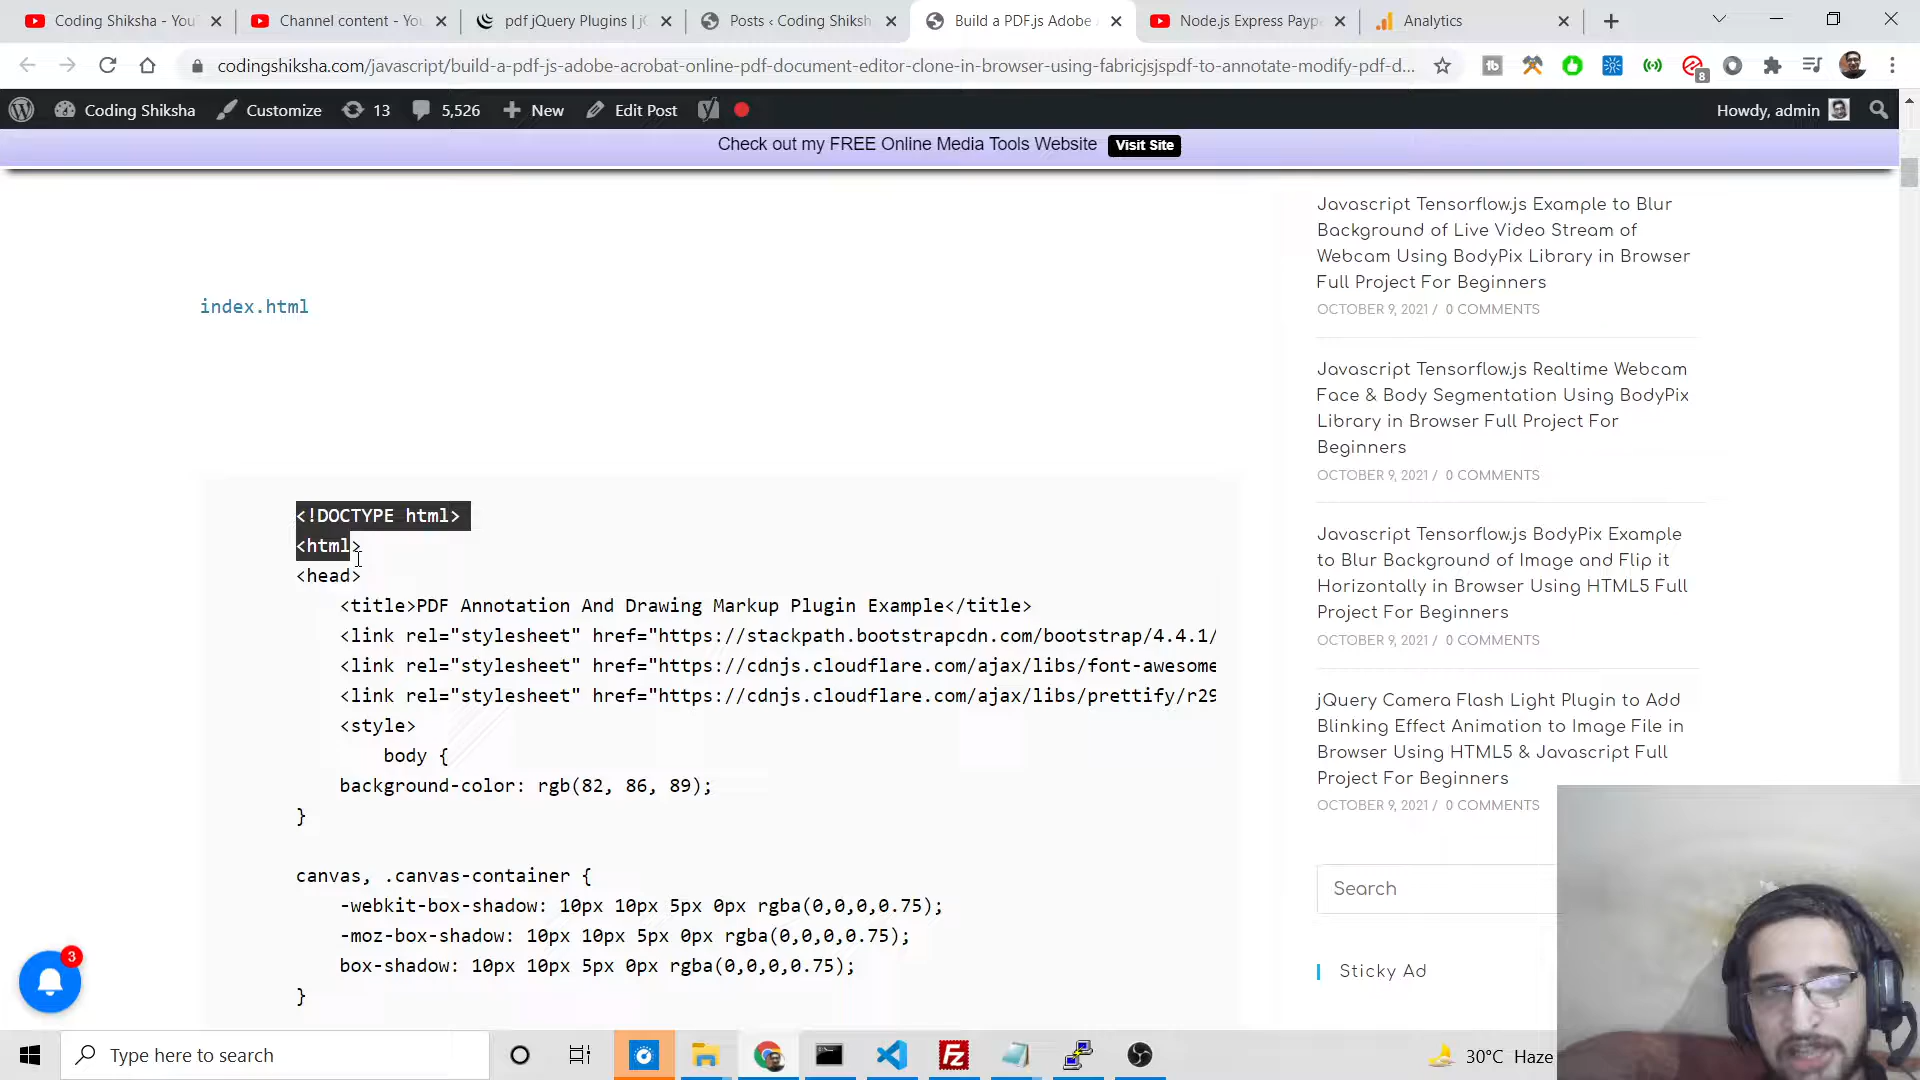 Coding Shiksha - You
Channel content - You
pdf jQuery Plugins | jQ
Posts ‹ Coding Shiksh
Build a PDF.js Adobe
Node.js Express Payp
Analytics
codingshiksha.com/javascript/build-a-pdf-js-adobe-acrobat-online-pdf-document-editor-clone-in-browser-using-fabricjsjspdf-to-annotate-modify-pdf-d...
8
Coding Shiksha
Customize
13
5,526
New
Edit Post
Howdy, admin
Check out my FREE Online Media Tools Website
Visit Site
index.html
<!DOCTYPE html>
<html>
<head>
<title>PDF Annotation And Drawing Markup Plugin Example</title>
<link rel="stylesheet" href="https://stackpath.bootstrapcdn.com/bootstrap/4.4.1/
<link rel="stylesheet" href="https://cdnjs.cloudflare.com/ajax/libs/font-awesome
<link rel="stylesheet" href="https://cdnjs.cloudflare.com/ajax/libs/prettify/r29
<style>
body {
background-color: rgb(82, 86, 89);
}
canvas, .canvas-container {
-webkit-box-shadow: 10px 10px 5px 0px rgba(0,0,0,0.75);
-moz-box-shadow: 10px 10px 5px 0px rgba(0,0,0,0.75);
box-shadow: 10px 10px 5px 0px rgba(0,0,0,0.75);
}
Javascript Tensorflow.js Example to Blur
Background of Live Video Stream of
Webcam Using BodyPix Library in Browser
Full Project For Beginners
OCTOBER 9, 2021 / 0 COMMENTS
Javascript Tensorflow.js Realtime Webcam
Face & Body Segmentation Using BodyPix
Library in Browser Full Project For
Beginners
OCTOBER 9, 2021 / 0 COMMENTS
Javascript Tensorflow.js BodyPix Example
to Blur Background of Image and Flip it
Horizontally in Browser Using HTML5 Full
Project For Beginners
OCTOBER 9, 2021 / 0 COMMENTS
jQuery Camera Flash Light Plugin to Add
Blinking Effect Animation to Image File in
Browser Using HTML5 & Javascript Full
Project For Beginners
OCTOBER 9, 2021 / 0 COMMENTS
Search
Sticky Ad
3
Type here to search
30°C Haze